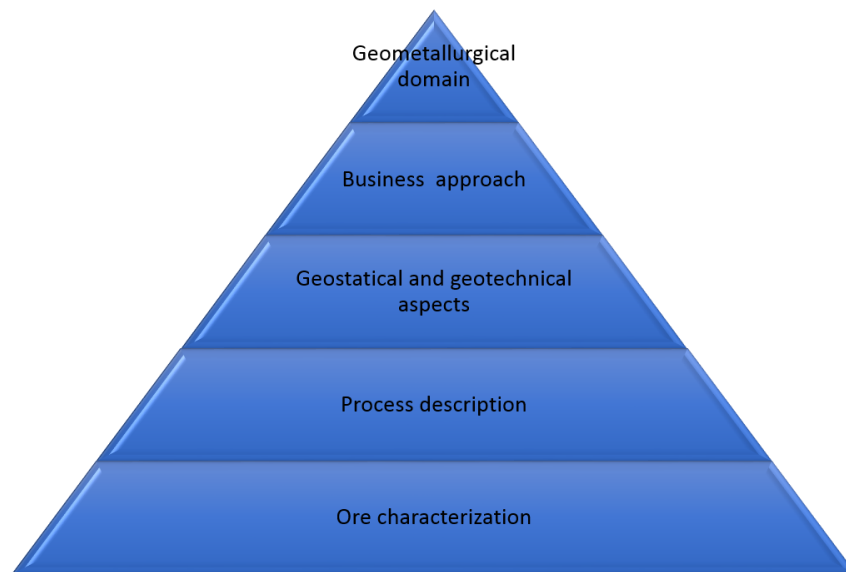 Geometallurgical
domain
Business approach
Geostatical and geotechnical
aspects
Process description
Ore characterization